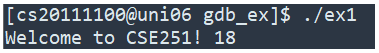 [cs20111100@uni06 gdb_ex]$ ./ex1
Welcome to CSE251! 18